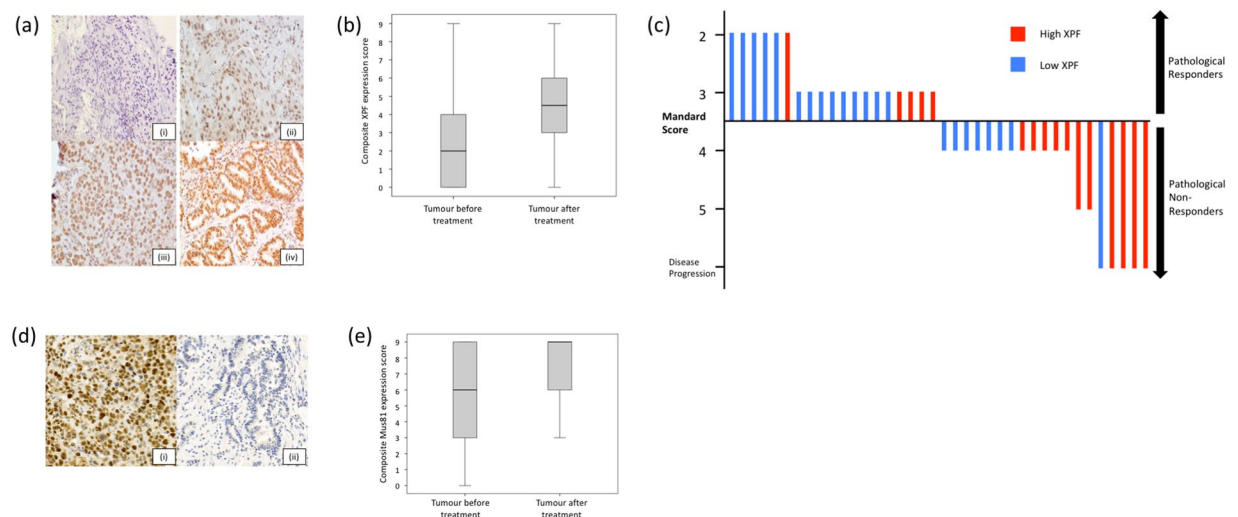 (a)
(i)
(ii)
(iii)
(iv)
(b)
Composite XPF expression score
9
8
7
6
5
4
3
2
1
0
Tumour before
treatment
Tumour after
treatment
(c)
2
3
Mandard
Score
4
5
Disease
Progression
High XPF
Low XPF
Pathological
Responders
Pathological
Non-
Responders
(d)
(i)
(ii)
(e)
Composite Mus81 expression score
9
8
7
6
5
4
3
2
1
0
Tumour before
treatment
Tumour after
treatment